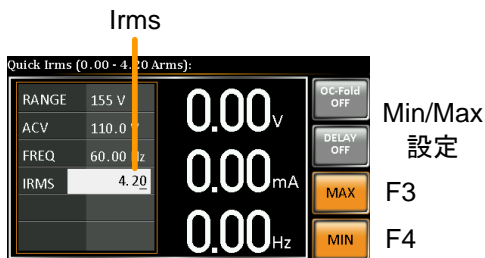 Irms
Quick Irms (0.00 - 4.20 Arms):
RANGE 155 V
ACV 110.0 V
FREQ 60.00 Hz
IRMS 4.20
0.00V
0.00mA
0.00Hz
OC-Fold
OFF
DELAY
OFF
MAX
MIN
Min/Max
設定
F3
F4